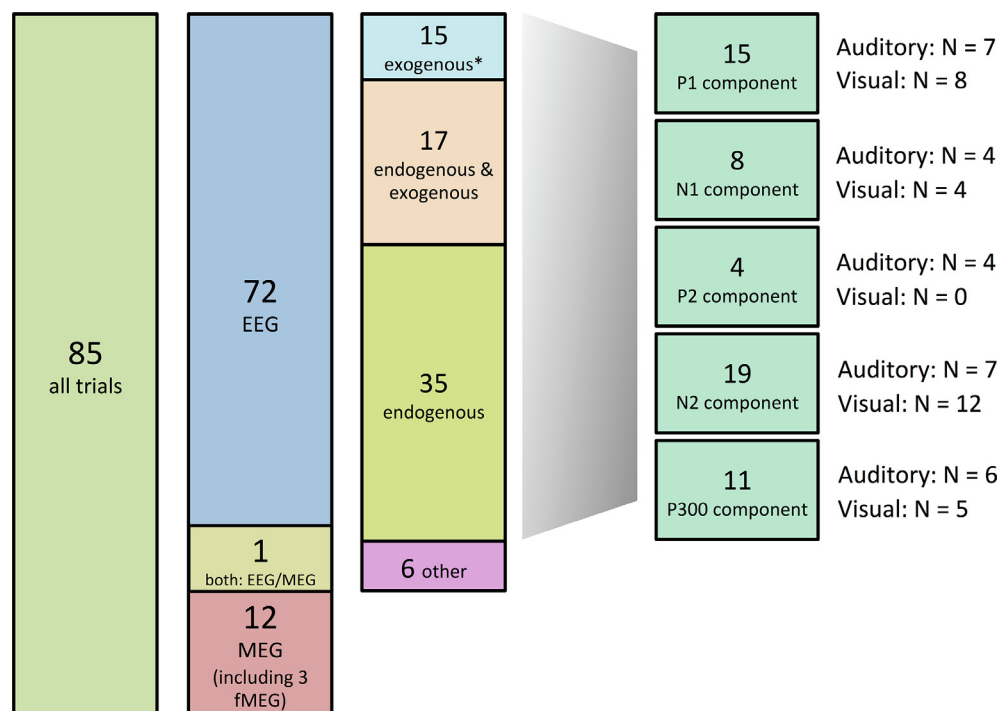 85
all trials
72
EEG
1
both: EEG/MEG
12
MEG
(including 3
fMEG)
15
exogenous*
17
endogenous &
exogenous
35
endogenous
6 other
15
P1 component
Auditory: N = 7
Visual: N = 8
8
N1 component
Auditory: N = 4
Visual: N = 4
4
P2 component
Auditory: N = 4
Visual: N = 0
19
N2 component
Auditory: N = 7
Visual: N = 12
11
P300 component
Auditory: N = 6
Visual: N = 5